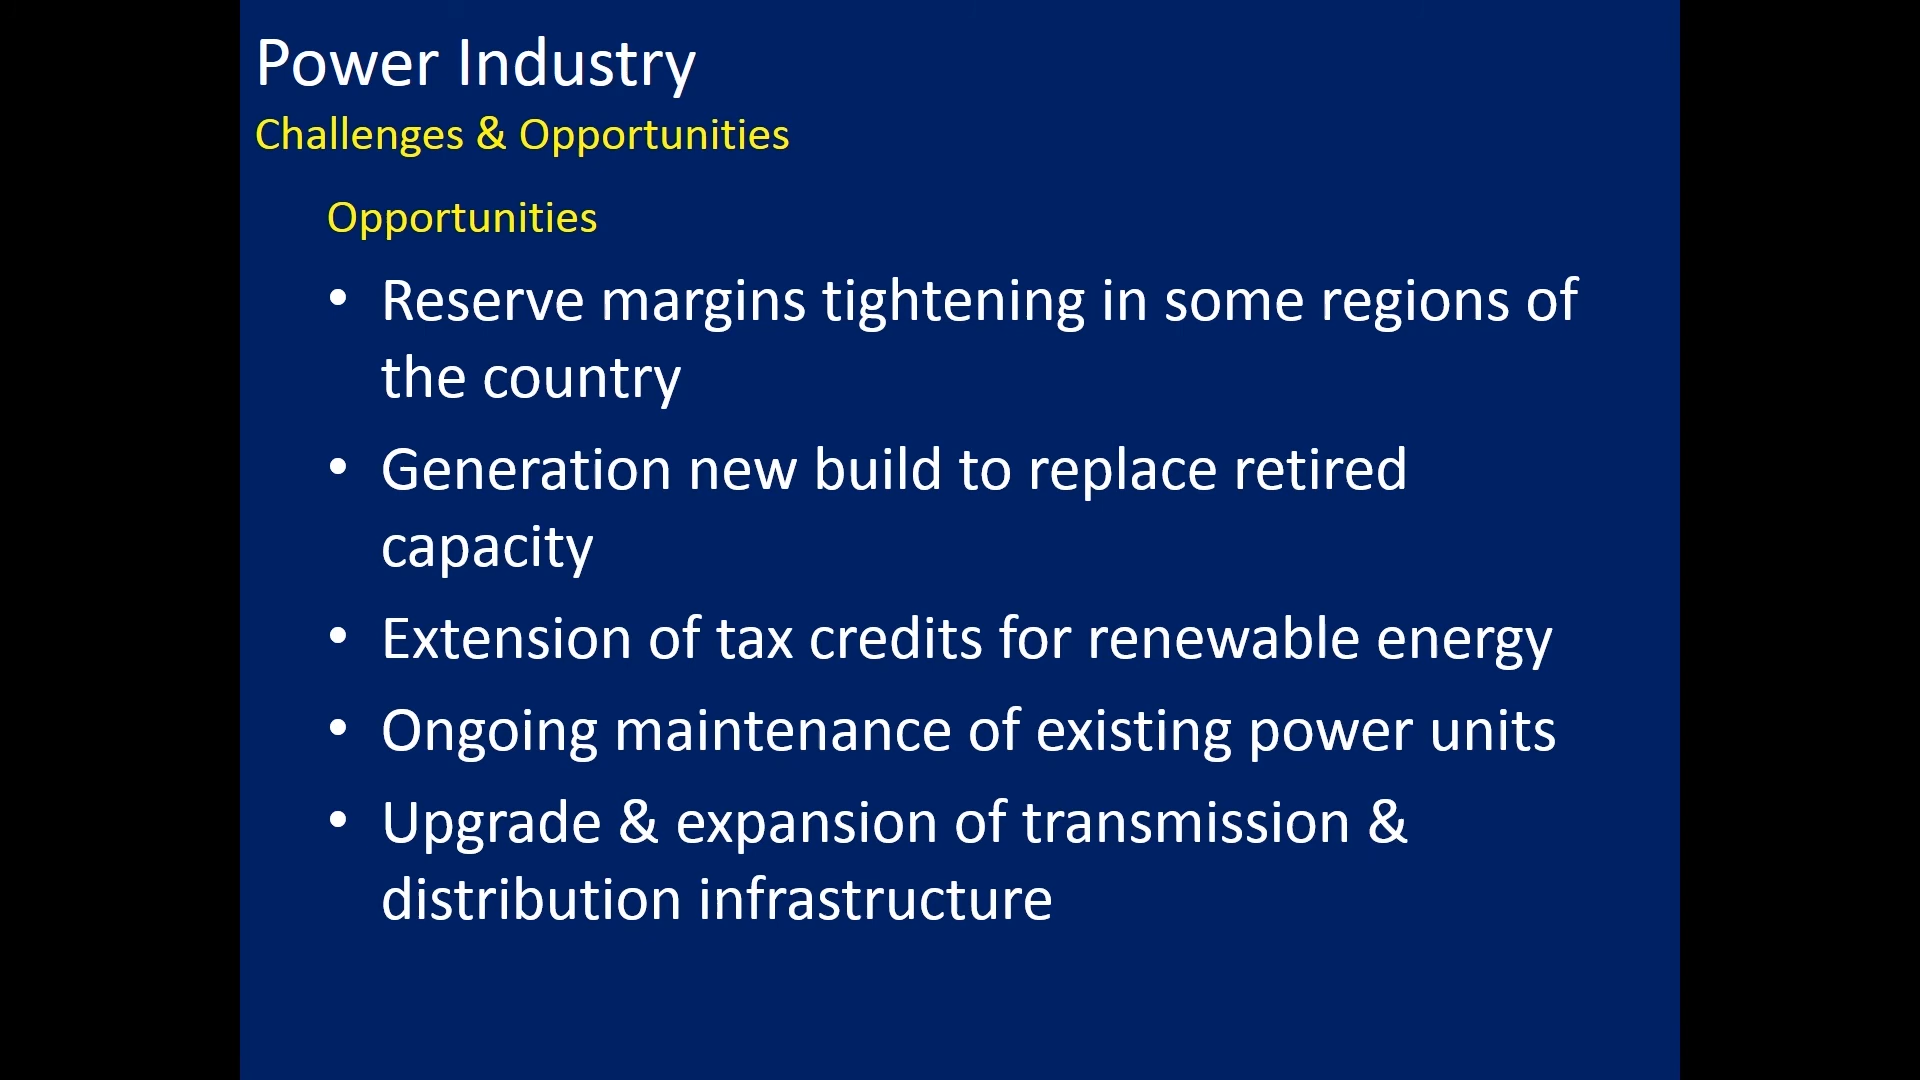 Power Industry
Challenges & Opportunities
Opportunities
• Reserve margins tightening in some regions of
the country
• Generation new build to replace retired
capacity
• Extension of tax credits for renewable energy
• Ongoing maintenance of existing power units
• Upgrade & expansion of transmission &
distribution infrastructure